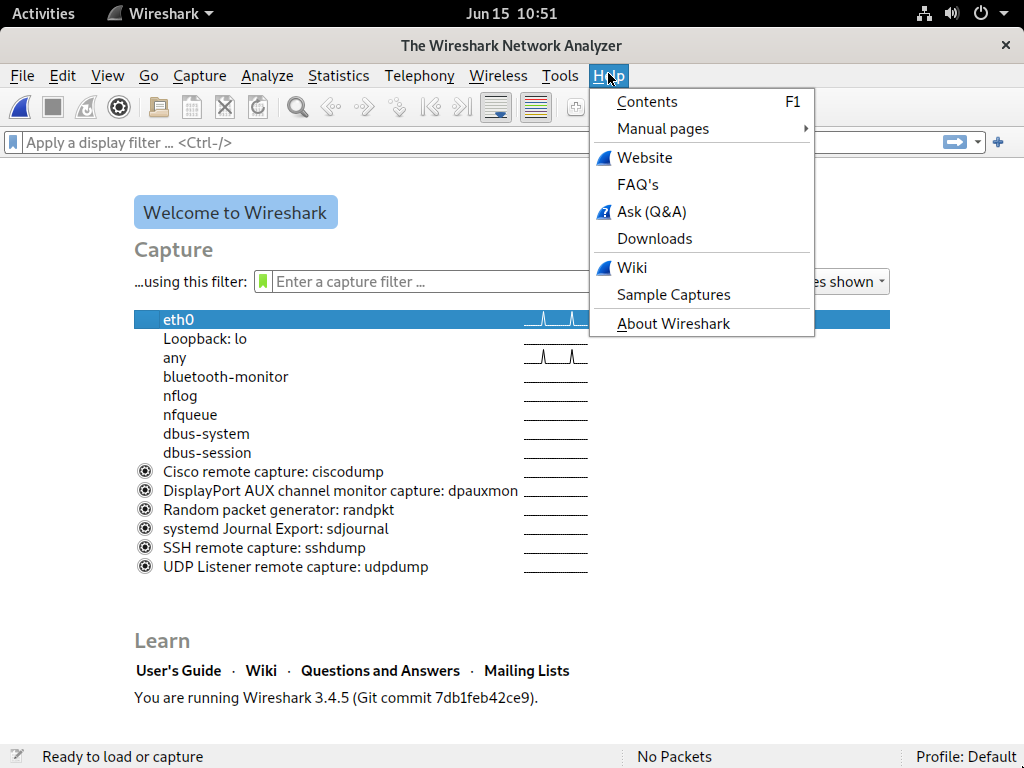 Activities Wireshark Jun 15 10:51
The Wireshark Network Analyzer ×
File Edit View Go Capture Analyze Statistics Telephony Wireless Tools Help
Contents F1
Manual pages
Website
FAQ's
Ask (Q&A)
Downloads
Wiki
Sample Captures
About Wireshark
Apply a display filter ... <Ctrl-/>
Welcome to Wireshark
Capture
...using this filter: Enter a capture filter ... shown
eth0
Loopback: lo
any
bluetooth-monitor
nflog
nfqueue
dbus-system
dbus-session
Cisco remote capture: ciscodump
DisplayPort AUX channel monitor capture: dpauxmon
Random packet generator: randpkt
systemd Journal Export: sdjournal
SSH remote capture: sshdump
UDP Listener remote capture: udpdump
Learn
User's Guide · Wiki · Questions and Answers · Mailing Lists
You are running Wireshark 3.4.5 (Git commit 7db1feb42ce9).
Ready to load or capture No Packets Profile: Default